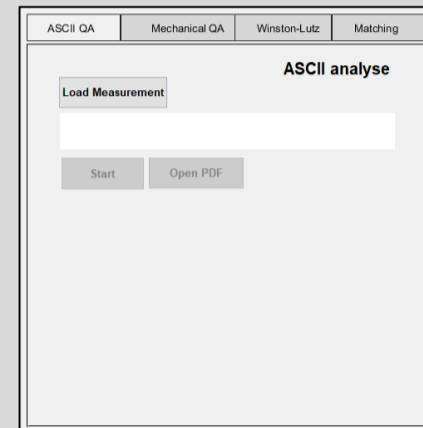 ASCII QA Mechanical QA Winston-Lutz Matching
ASCII analyse
Load Measurement
Start Open PDF